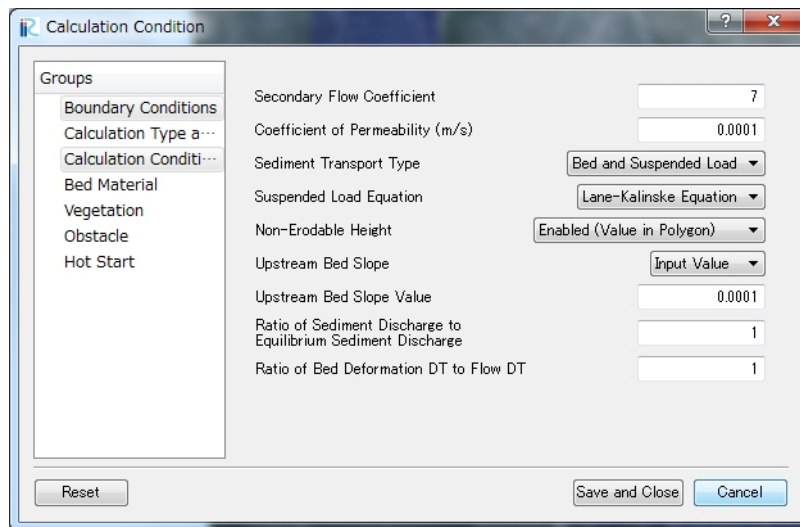 iRiC Calculation Condition
Groups
Boundary Conditions
Calculation Type a···
Calculation Conditi···
Bed Material
Vegetation
Obstacle
Hot Start
Secondary Flow Coefficient 7
Coefficient of Permeability (m/s) 0.0001
Sediment Transport Type Bed and Suspended Load
Suspended Load Equation Lane-Kalinske Equation
Non-Erodable Height Enabled (Value in Polygon)
Upstream Bed Slope Input Value
Upstream Bed Slope Value 0.0001
Ratio of Sediment Discharge to
Equilibrium Sediment Discharge 1
Ratio of Bed Deformation DT to Flow DT 1
Reset Save and Close Cancel